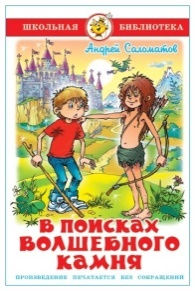 ШКОЛЬНАЯ БИБЛИОТЕКА
Андрей Саломатов
В ПОИСКАХ
ВОЛШЕБНОГО
КАМНЯ
ПРОИЗВЕДЕНИЕ ПЕЧАТАЕТСЯ БЕЗ СОКРАЩЕНИЙ